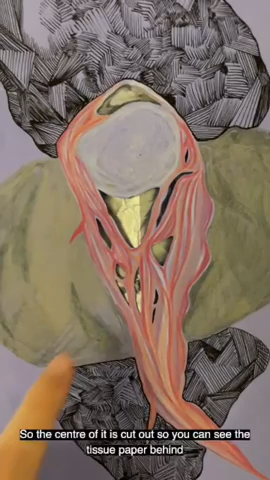 So the centre of it is cut out so you can see the
tissue paper behind